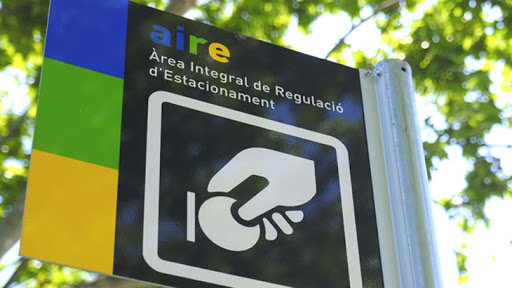 aire
Àrea Integral de Regulació
d'Estacionament